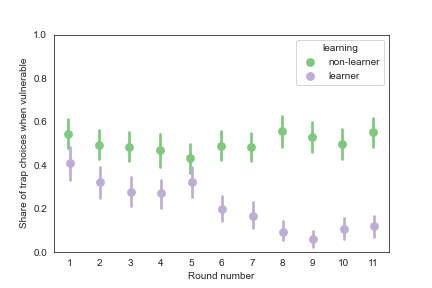 1.0
0.8
0.6
0.4
0.2
0.0
Share of trap choices when vulnerable
learning
non-learner
learner
1 2 3 4 5 6 7 8 9 10 11
Round number